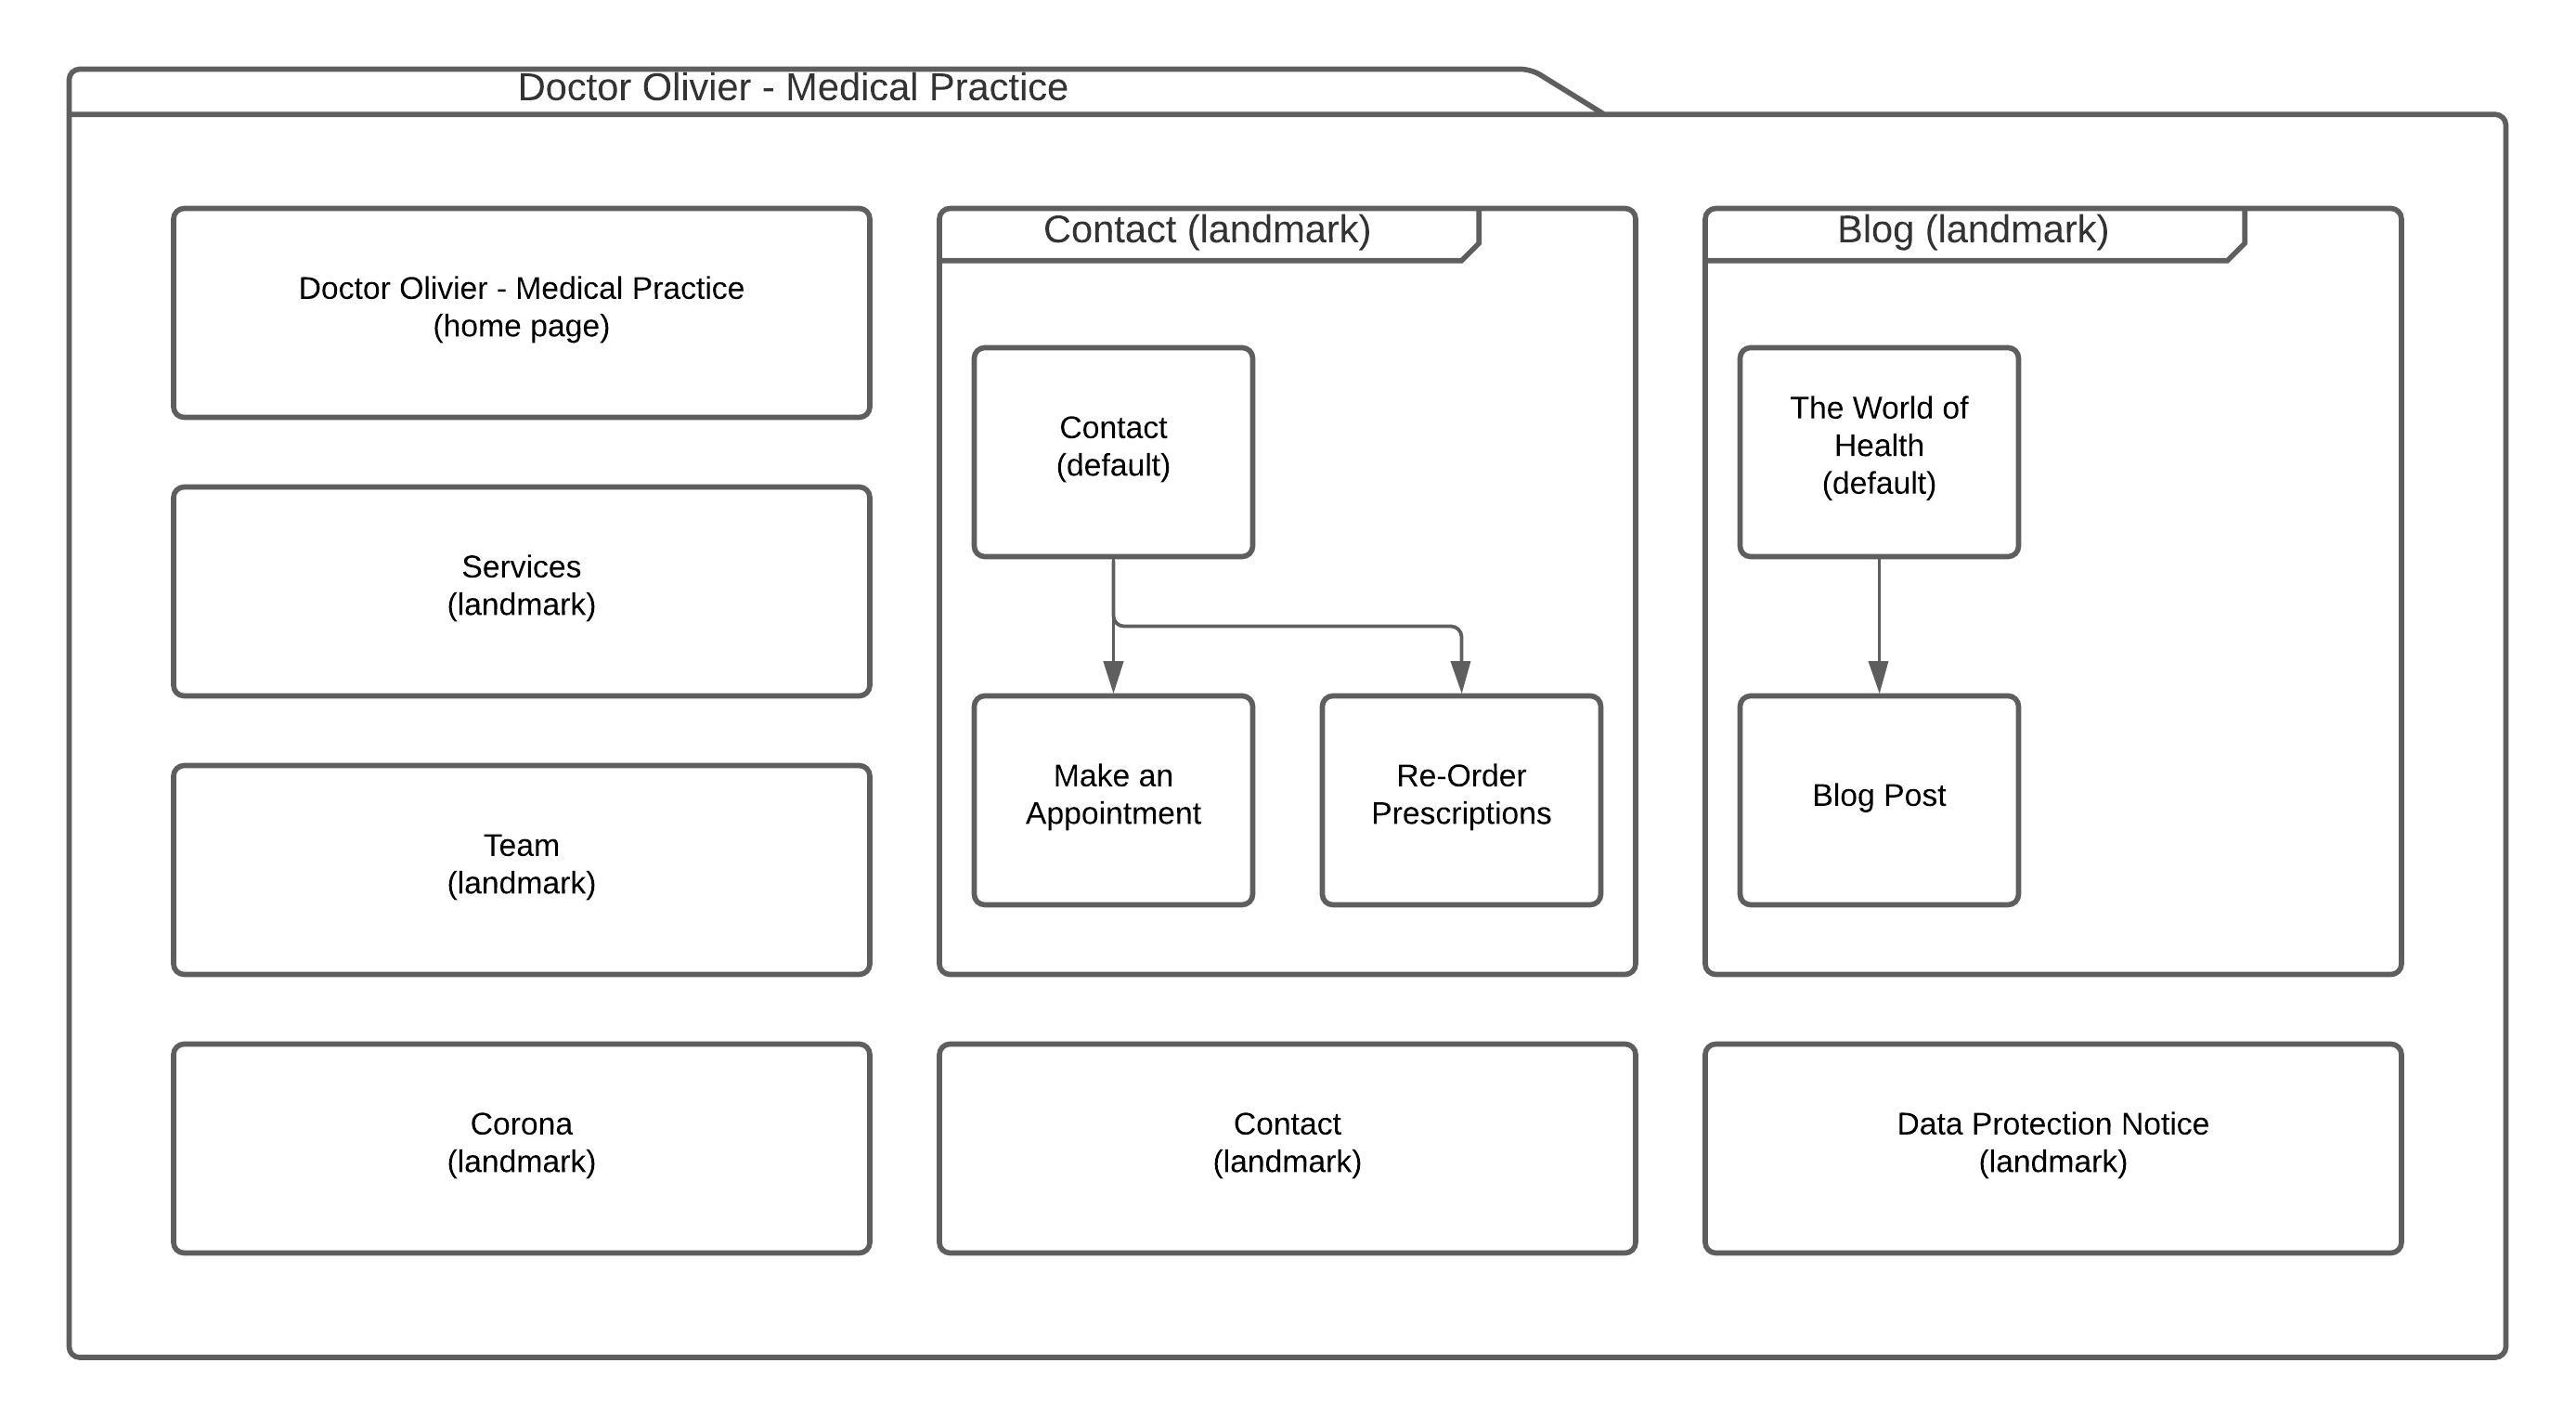 Doctor Olivier - Medical Practice
Doctor Olivier - Medical Practice
(home page)
Services
(landmark)
Team
(landmark)
Corona
(landmark)
Contact (landmark)
Contact
(default)
Make an
Appointment
Re-Order
Prescriptions
Contact
(landmark)
Blog (landmark)
The World of
Health
(default)
Blog Post
Data Protection Notice
(landmark)